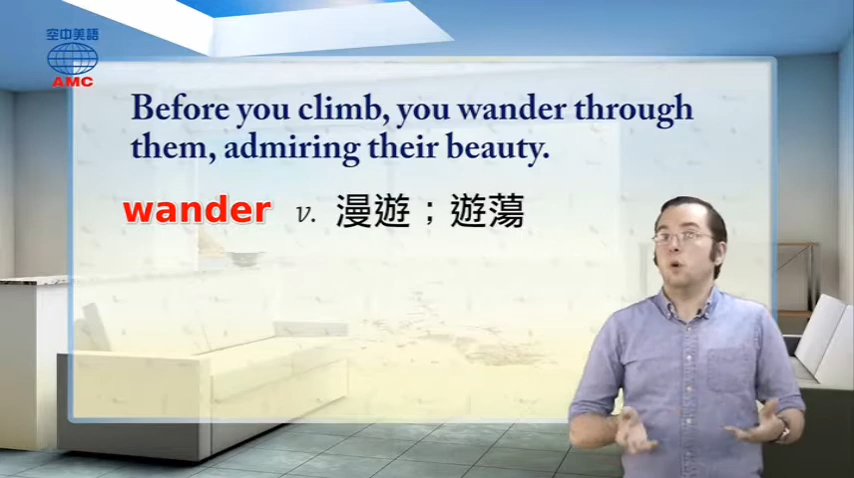 空中美語
AMC
Before you climb, you wander through
them, admiring their beauty.
wander v. 漫遊；遊蕩